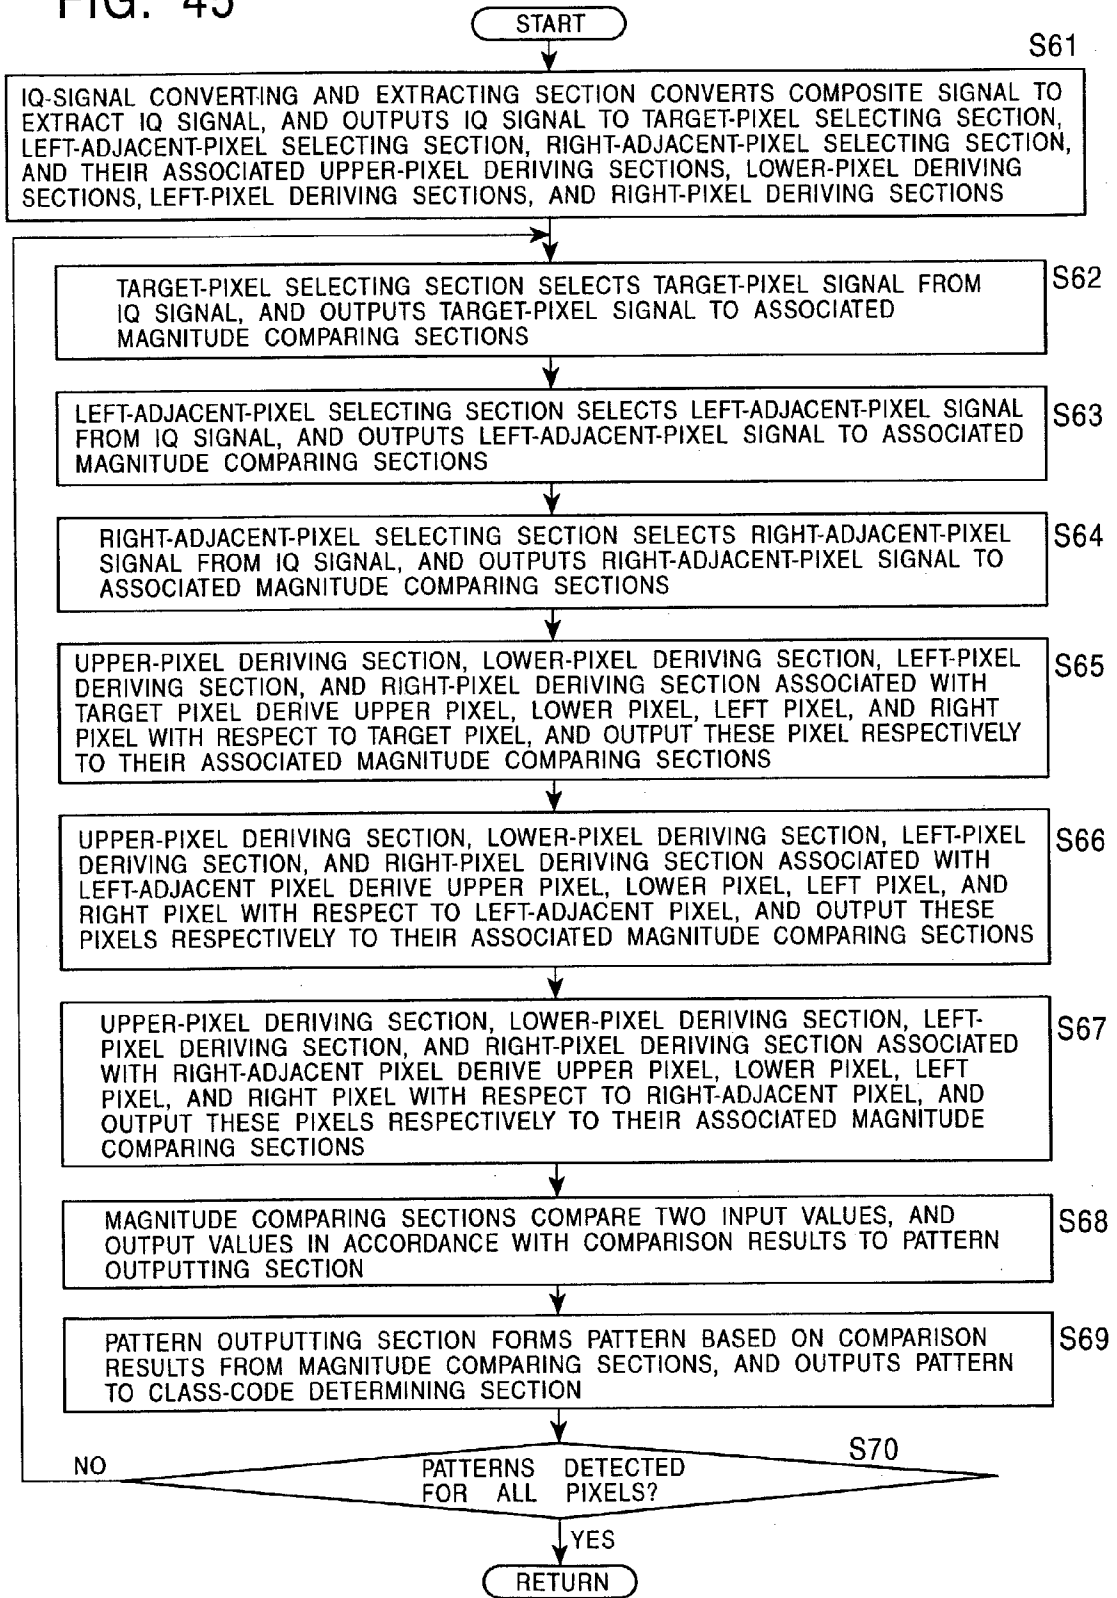 FIG. 45
START
S61
IQ-SIGNAL CONVERTING AND EXTRACTING SECTION CONVERTS COMPOSITE SIGNAL TO
EXTRACT IQ SIGNAL, AND OUTPUTS IQ SIGNAL TO TARGET-PIXEL SELECTING SECTION,
LEFT-ADJACENT-PIXEL SELECTING SECTION, RIGHT-ADJACENT-PIXEL SELECTING SECTION,
AND THEIR ASSOCIATED UPPER-PIXEL DERIVING SECTIONS, LOWER-PIXEL DERIVING
SECTIONS, LEFT-PIXEL DERIVING SECTIONS, AND RIGHT-PIXEL DERIVING SECTIONS
S62
TARGET-PIXEL SELECTING SECTION SELECTS TARGET-PIXEL SIGNAL FROM
IQ SIGNAL, AND OUTPUTS TARGET-PIXEL SIGNAL TO ASSOCIATED
MAGNITUDE COMPARING SECTIONS
S63
LEFT-ADJACENT-PIXEL SELECTING SECTION SELECTS LEFT-ADJACENT-PIXEL SIGNAL
FROM IQ SIGNAL, AND OUTPUTS LEFT-ADJACENT-PIXEL SIGNAL TO ASSOCIATED
MAGNITUDE COMPARING SECTIONS
S64
RIGHT-ADJACENT-PIXEL SELECTING SECTION SELECTS RIGHT-ADJACENT-PIXEL
SIGNAL FROM IQ SIGNAL, AND OUTPUTS RIGHT-ADJACENT-PIXEL SIGNAL TO
ASSOCIATED MAGNITUDE COMPARING SECTIONS
S65
UPPER-PIXEL DERIVING SECTION, LOWER-PIXEL DERIVING SECTION, LEFT-PIXEL
DERIVING SECTION, AND RIGHT-PIXEL DERIVING SECTION ASSOCIATED WITH
TARGET PIXEL DERIVE UPPER PIXEL, LOWER PIXEL, LEFT PIXEL, AND RIGHT
PIXEL WITH RESPECT TO TARGET PIXEL, AND OUTPUT THESE PIXEL RESPECTIVELY
TO THEIR ASSOCIATED MAGNITUDE COMPARING SECTIONS
S66
UPPER-PIXEL DERIVING SECTION, LOWER-PIXEL DERIVING SECTION, LEFT-PIXEL
DERIVING SECTION, AND RIGHT-PIXEL DERIVING SECTION ASSOCIATED WITH
LEFT-ADJACENT PIXEL DERIVE UPPER PIXEL, LOWER PIXEL, LEFT PIXEL, AND
RIGHT PIXEL WITH RESPECT TO LEFT-ADJACENT PIXEL, AND OUTPUT THESE
PIXELS RESPECTIVELY TO THEIR ASSOCIATED MAGNITUDE COMPARING SECTIONS
S67
UPPER-PIXEL DERIVING SECTION, LOWER-PIXEL DERIVING SECTION, LEFT-
PIXEL DERIVING SECTION, AND RIGHT-PIXEL DERIVING SECTION ASSOCIATED
WITH RIGHT-ADJACENT PIXEL DERIVE UPPER PIXEL, LOWER PIXEL, LEFT
PIXEL, AND RIGHT PIXEL WITH RESPECT TO RIGHT-ADJACENT PIXEL, AND
OUTPUT THESE PIXELS RESPECTIVELY TO THEIR ASSOCIATED MAGNITUDE
COMPARING SECTIONS
S68
MAGNITUDE COMPARING SECTIONS COMPARE TWO INPUT VALUES, AND
OUTPUT VALUES IN ACCORDANCE WITH COMPARISON RESULTS TO PATTERN
OUTPUTTING SECTION
S69
PATTERN OUTPUTTING SECTION FORMS PATTERN BASED ON COMPARISON
RESULTS FROM MAGNITUDE COMPARING SECTIONS, AND OUTPUTS PATTERN
TO CLASS-CODE DETERMINING SECTION
S70
NO
PATTERNS DETECTED
FOR ALL PIXELS?
YES
RETURN